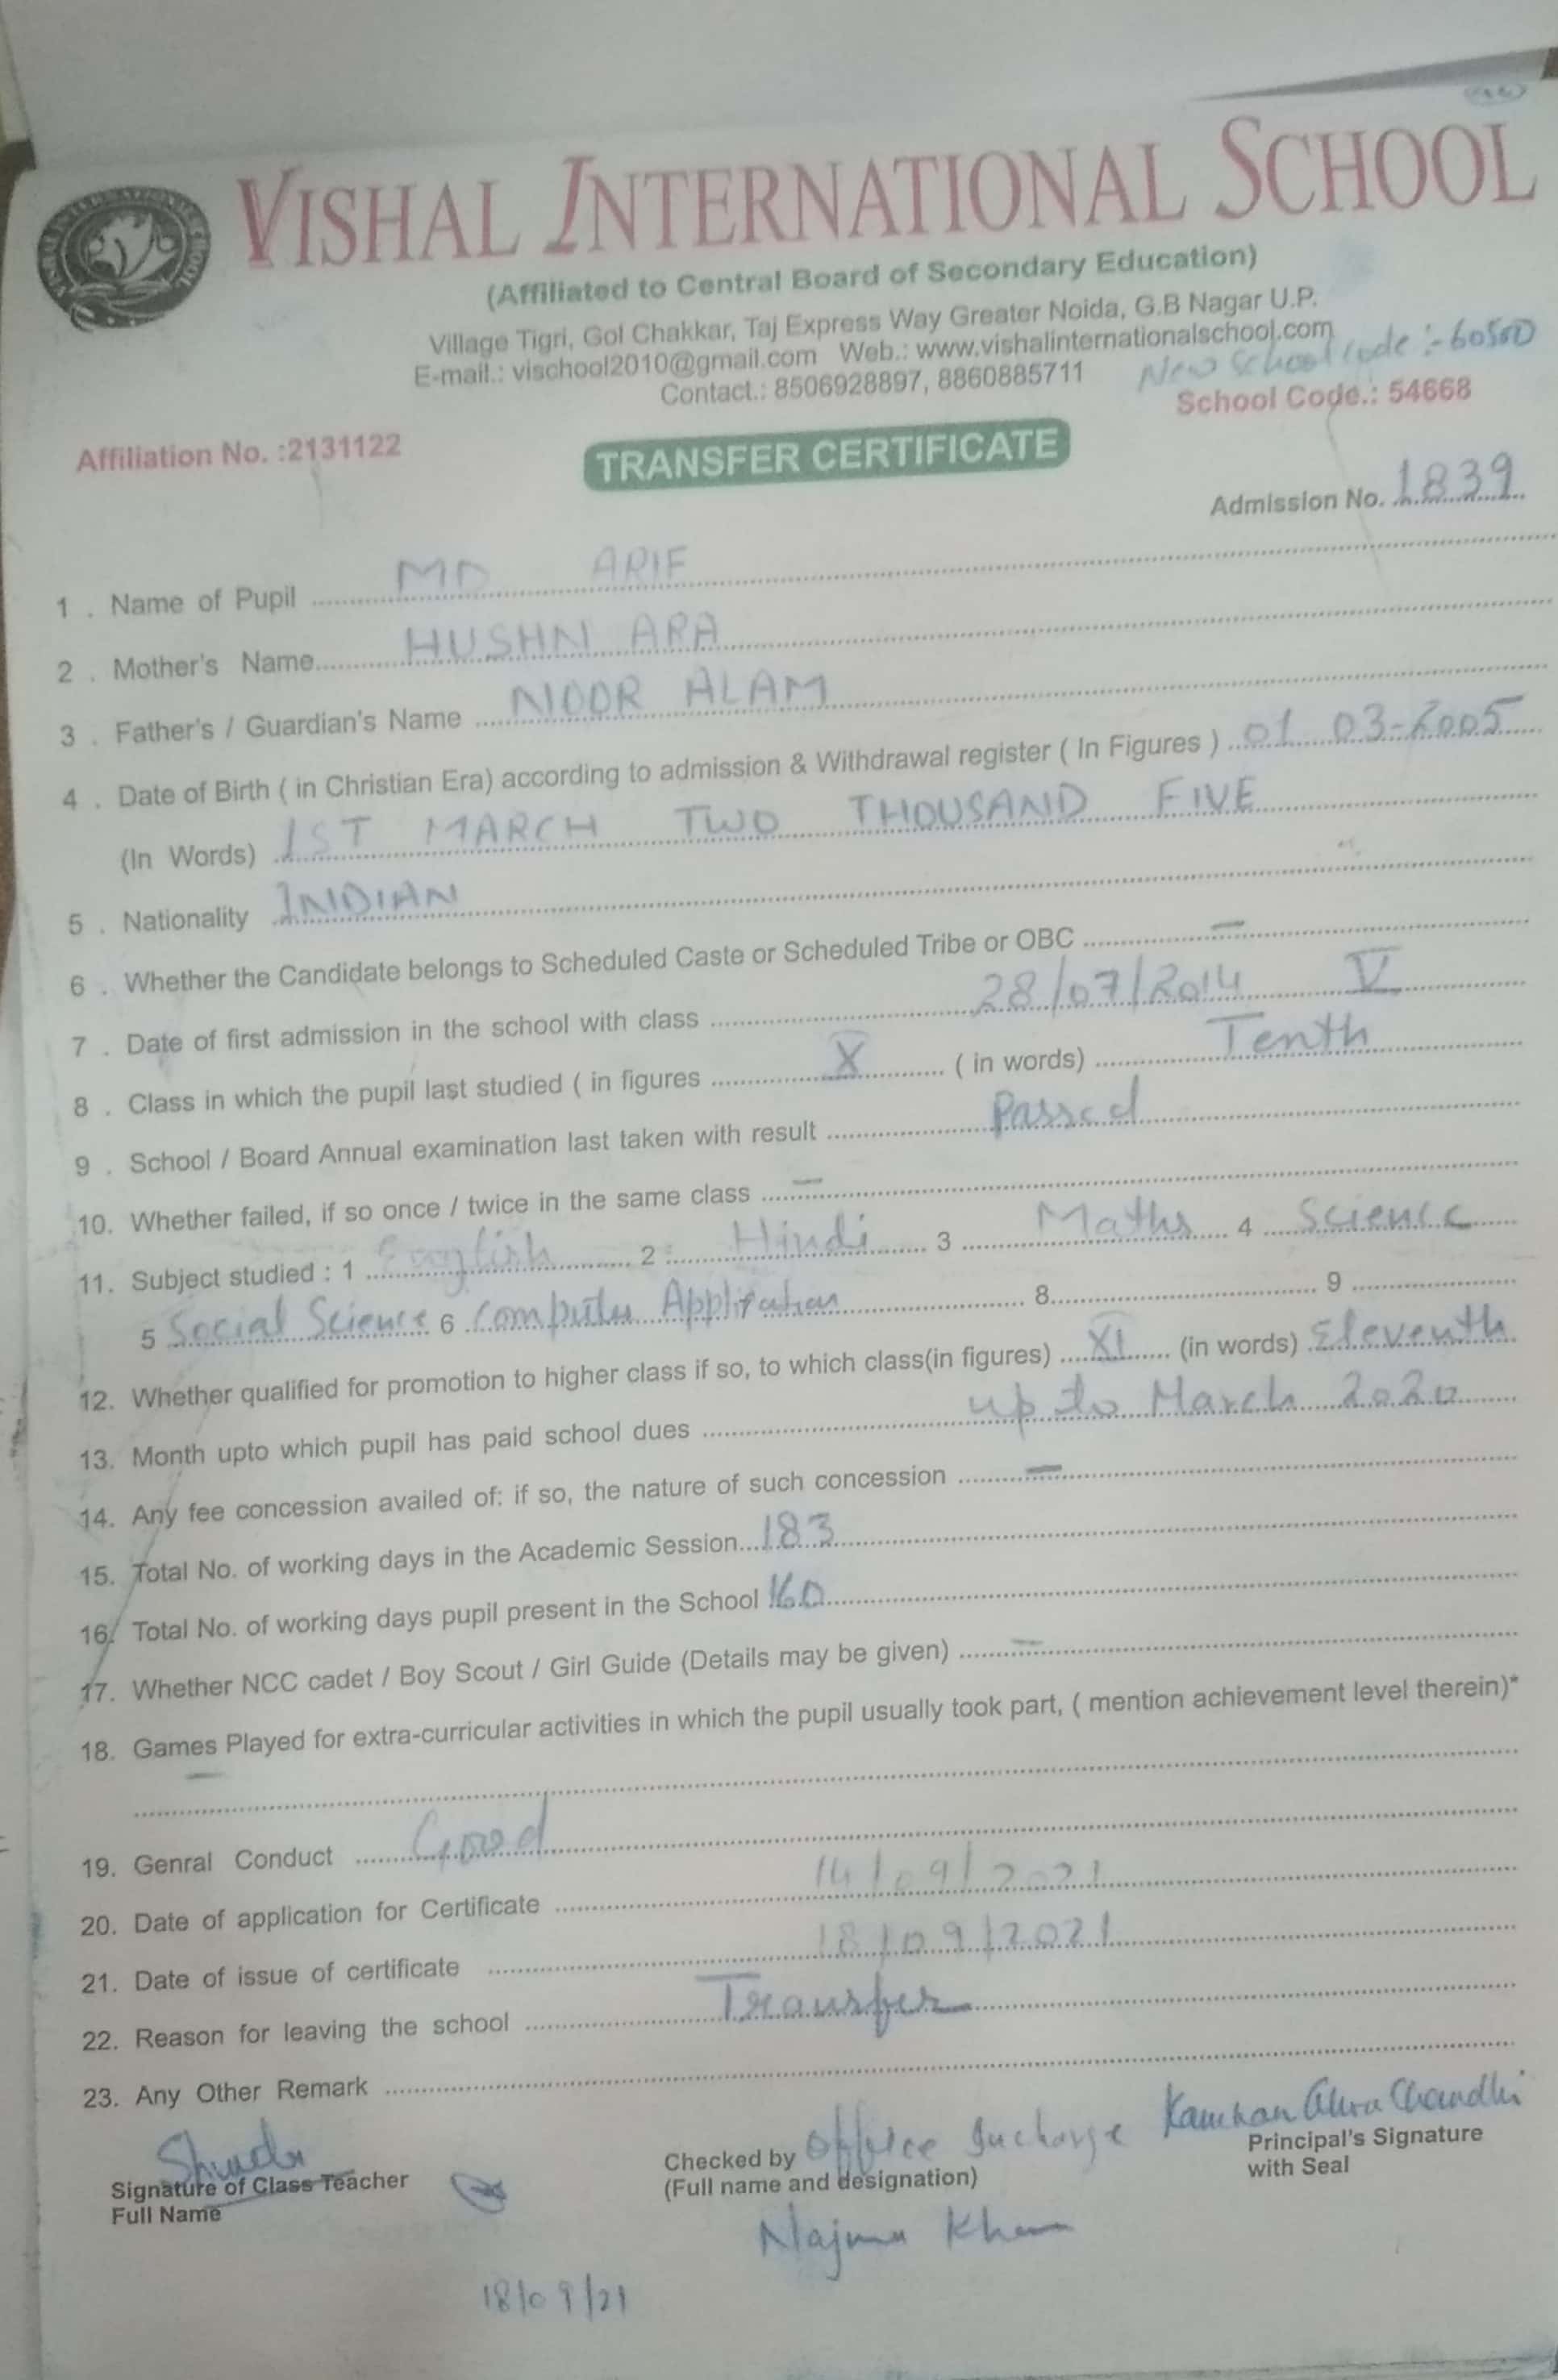 VISHAL INTERNATIONAL SCHOOL
(Affiliated to Central Board of Secondary Education)
Village Tigri, Gol Chakkar, Taj Express Way Greater Noida, G.B Nagar U.P.
E-mail.: vischool2010@gmail.com Web.: www.vishalinternationalschool.com
New School code :- 60500
Contact.: 8506928897, 8860885711
School Code.: 54668
Affiliation No. :2131122
TRANSFER CERTIFICATE
Admission No. 1839
1 . Name of Pupil MD ARIF
2 . Mother's Name HUSHN ARA
3 . Father's / Guardian's Name NOOR ALAM
4 . Date of Birth ( in Christian Era) according to admission & Withdrawal register ( In Figures ) 01 03-2005
(In Words) 1ST MARCH TWO THOUSAND FIVE
5 . Nationality INDIAN
6 . Whether the Candidate belongs to Scheduled Caste or Scheduled Tribe or OBC –
7 . Date of first admission in the school with class 28/07/2014 V
8 . Class in which the pupil last studied ( in figures X ( in words) Tenth
9 . School / Board Annual examination last taken with result Passed
10. Whether failed, if so once / twice in the same class –
11. Subject studied : 1 English 2 : Hindi 3 Maths 4 Science
5 Social Science 6 Computer Application 8 9
12. Whether qualified for promotion to higher class if so, to which class(in figures) XI (in words) Eleventh
13. Month upto which pupil has paid school dues up to March 2020
14. Any fee concession availed of: if so, the nature of such concession –
15. Total No. of working days in the Academic Session 183
16. Total No. of working days pupil present in the School 160
17. Whether NCC cadet / Boy Scout / Girl Guide (Details may be given) –
18. Games Played for extra-curricular activities in which the pupil usually took part, ( mention achievement level therein)*
–
19. Genral Conduct Good
20. Date of application for Certificate 14/09/2021
21. Date of issue of certificate 18/09/2021
22. Reason for leaving the school Transfer
23. Any Other Remark
Signature of Class Teacher
Full Name
Checked by Office Incharge
(Full name and designation)
Najma Khan
Principal's Signature
with Seal
18/09/21